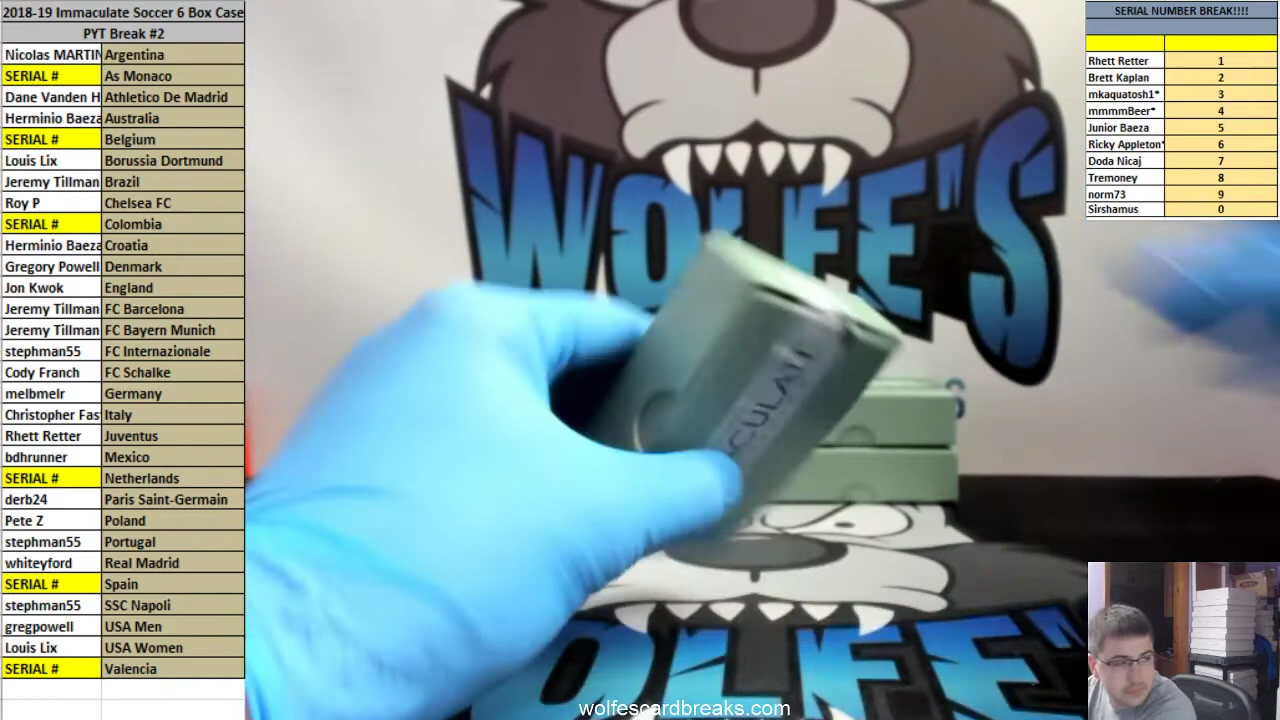 2018-19 Immaculate Soccer 6 Box Case
PYT Break #2
Nicolas MARTIN Argentina
SERIAL # As Monaco
Dane Vanden H Athletico De Madrid
Herminio Baeza Australia
SERIAL # Belgium
Louis Lix Borussia Dortmund
Jeremy Tillman Brazil
Roy P Chelsea FC
SERIAL # Colombia
Herminio Baeza Croatia
Gregory Powell Denmark
Jon Kwok England
Jeremy Tillman FC Barcelona
Jeremy Tillman FC Bayern Munich
stephman55 FC Internazionale
Cody Franch FC Schalke
melbmelr Germany
Christopher Fast Italy
Rhett Retter Juventus
bdhrunner Mexico
SERIAL # Netherlands
derb24 Paris Saint-Germain
Pete Z Poland
stephman55 Portugal
whiteyford Real Madrid
SERIAL # Spain
stephman55 SSC Napoli
gregpowell USA Men
Louis Lix USA Women
SERIAL # Valencia
SERIAL NUMBER BREAK!!!!
Rhett Retter 1
Brett Kaplan 2
mkaquatosh1* 3
mmmmBeer* 4
Junior Baeza 5
Ricky Appleton* 6
Doda Nicaj 7
Tremoney 8
norm73 9
Sirshamus 0
WOLFE'S
CULAT
OLFE
wolfescardbreaks.com